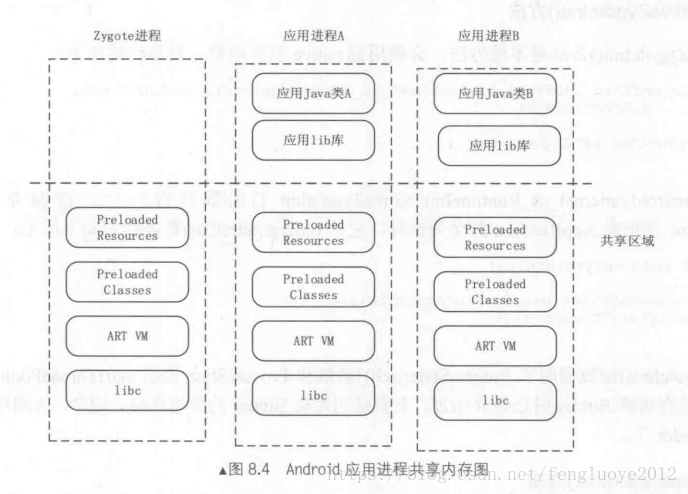 Zygote进程
应用进程A
应用进程B
应用Java类A
应用Java类B
应用lib库
应用lib库
Preloaded
Resources
Preloaded
Resources
Preloaded
Resources
共享区域
Preloaded
Classes
Preloaded
Classes
Preloaded
Classes
ART VM
ART VM
ART VM
libc
libc
libc
▲图 8.4 Android 应用进程共享内存图
https://blog.csdn.net/fengluoye2012